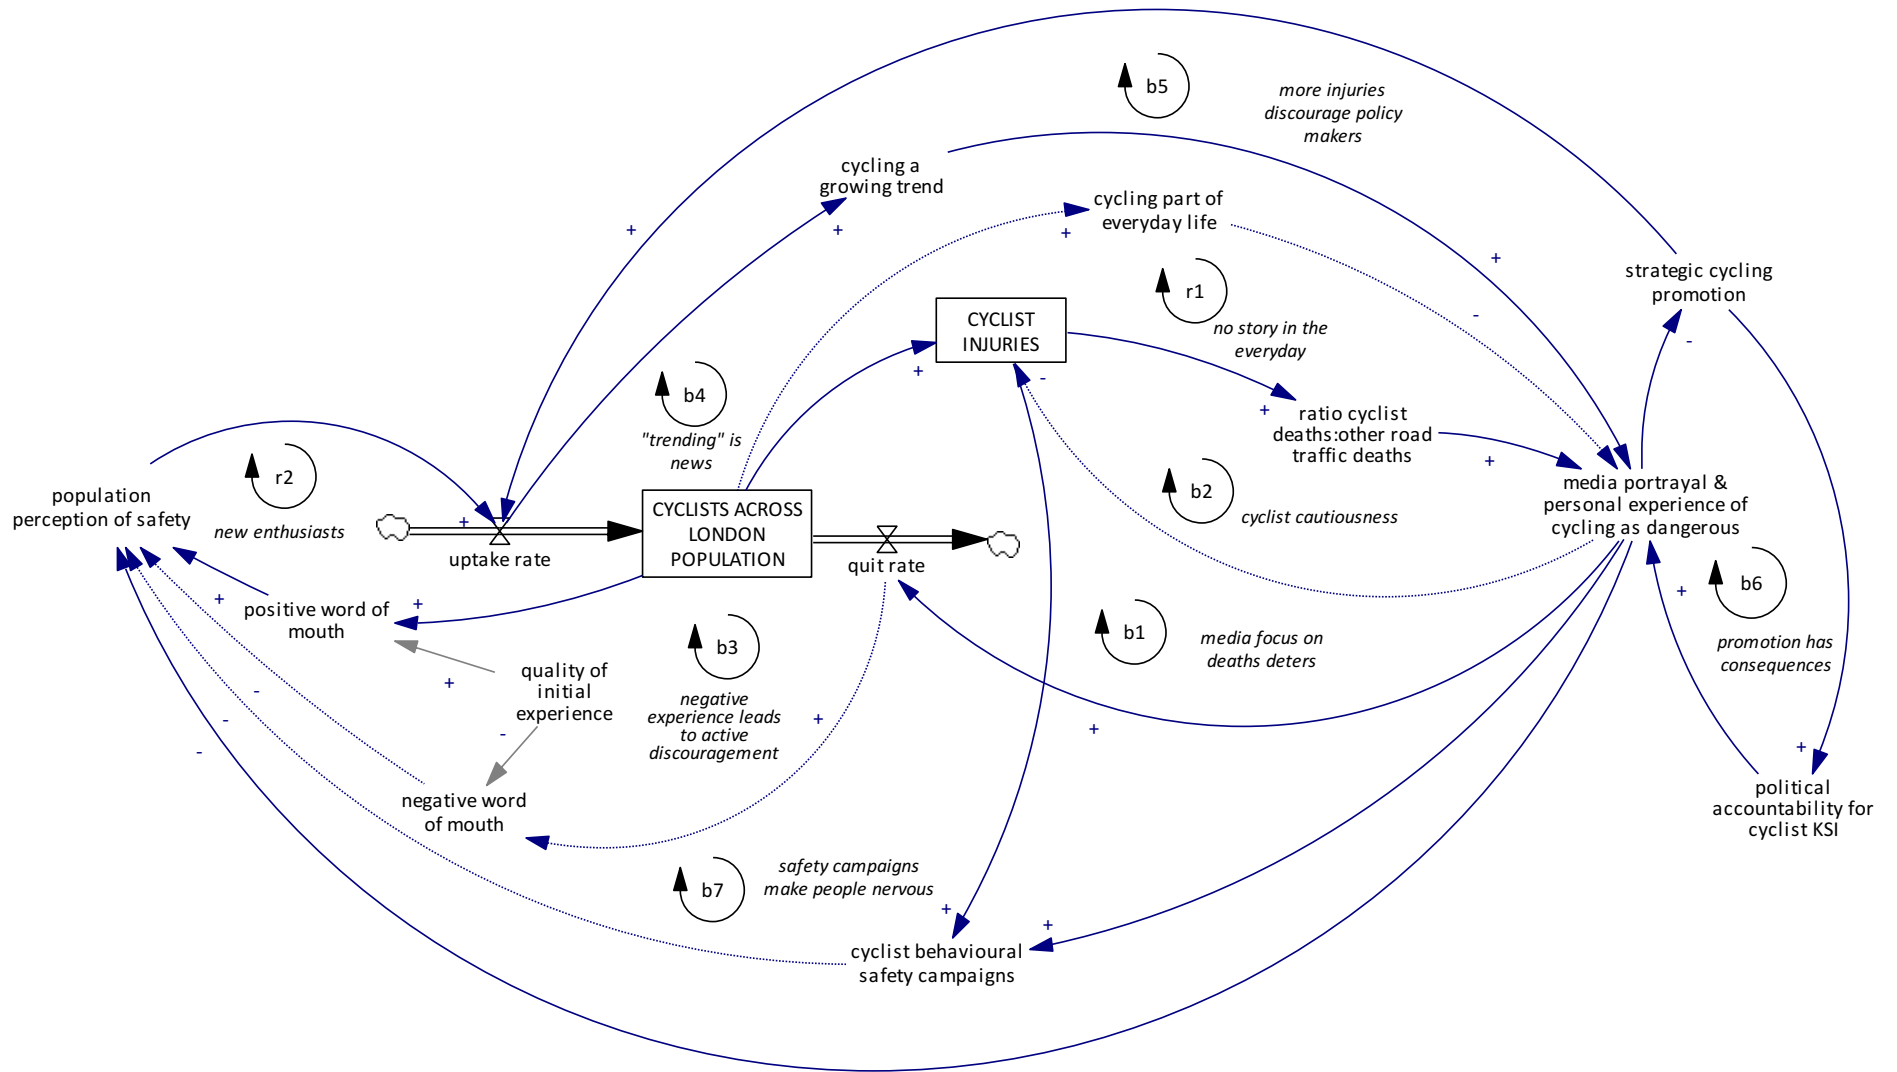 b5
more injuries
discourage policy
makers
cycling a
growing trend
cycling part of
everyday life
+
+
+
+
strategic cycling
promotion
r1
-
-
no story in the
everyday
CYCLIST
INJURIES
+
-
b4
"trending" is
news
+
ratio cyclist
deaths:other road
traffic deaths
+
r2
new enthusiasts
population
perception of safety
+
uptake rate
CYCLISTS ACROSS
LONDON
POPULATION
quit rate
b2
cyclist cautiousness
media portrayal &
personal experience of
cycling as dangerous
b6
+
promotion has
consequences
+
positive word of
mouth
+
+
quality of
initial
experience
-
b3
negative
experience leads
to active
discouragement
+
b1
media focus on
deaths deters
+
-
-
-
negative word
of mouth
+
political
accountability for
cyclist KSI
b7
safety campaigns
make people nervous
+
+
cyclist behavioural
safety campaigns